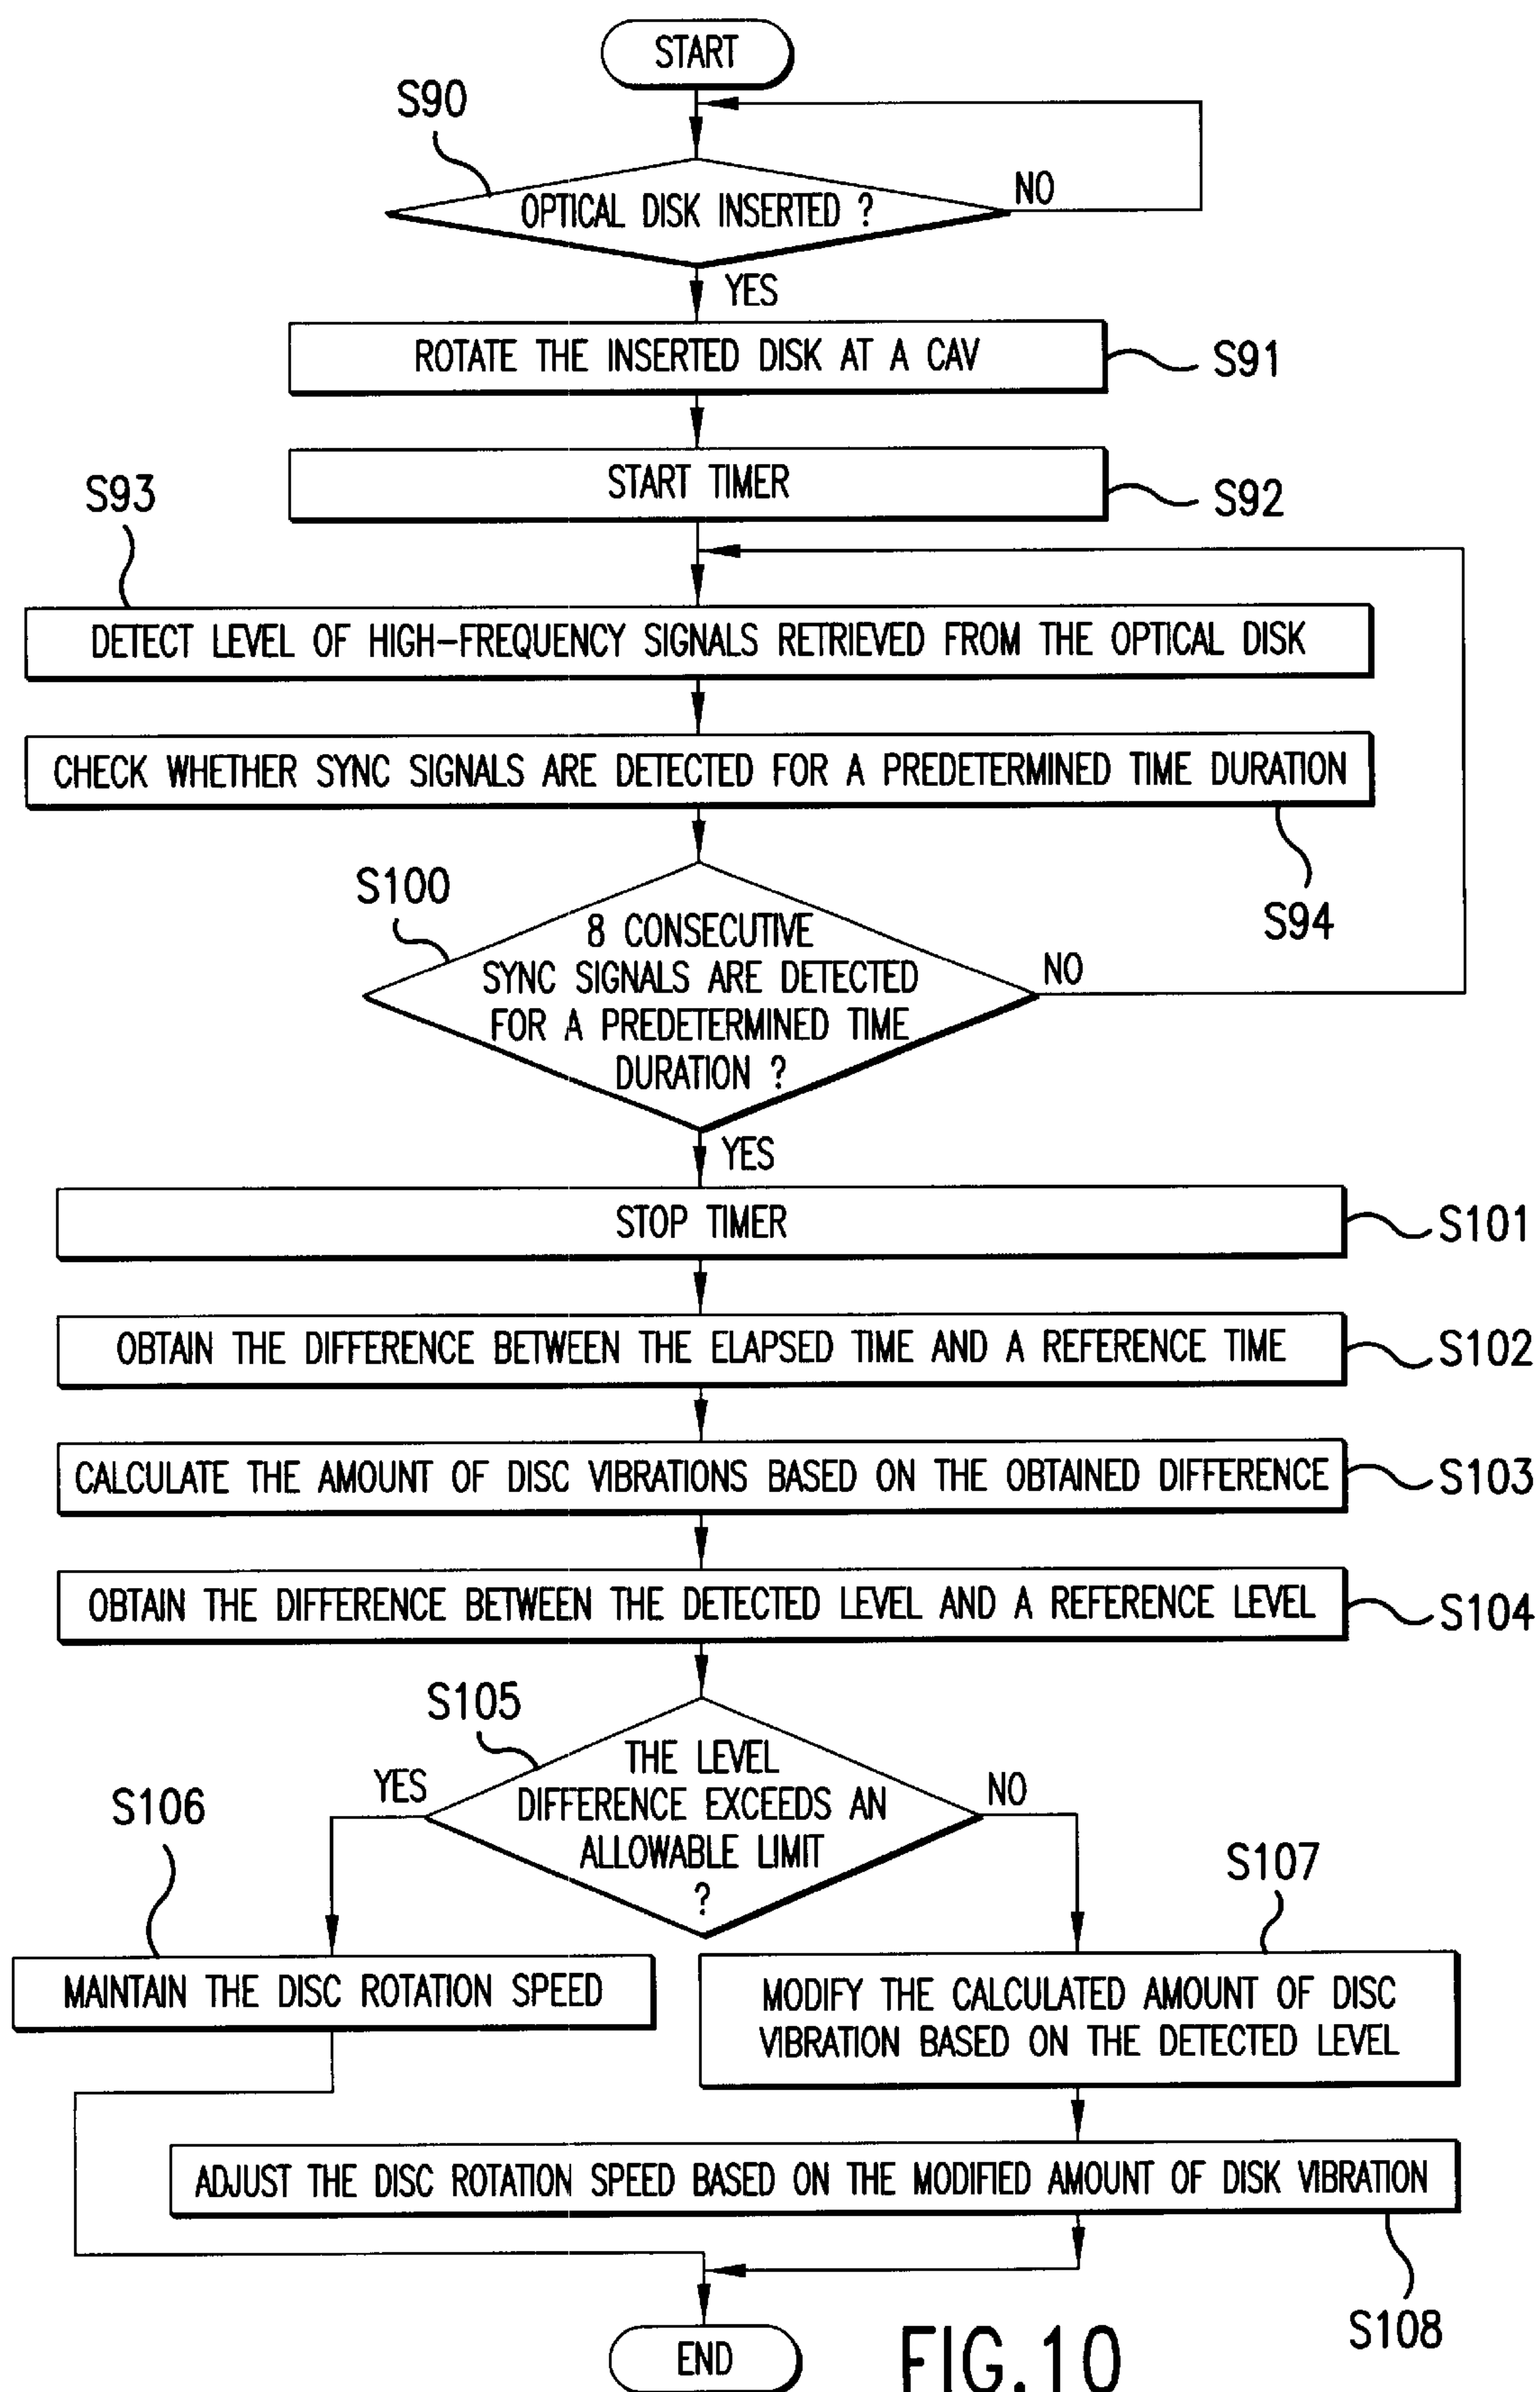 START
S90
OPTICAL DISK INSERTED ?
NO
YES
ROTATE THE INSERTED DISK AT A CAV
S91
START TIMER
S92
S93
DETECT LEVEL OF HIGH-FREQUENCY SIGNALS RETRIEVED FROM THE OPTICAL DISK
CHECK WHETHER SYNC SIGNALS ARE DETECTED FOR A PREDETERMINED TIME DURATION
S94
S100
8 CONSECUTIVE
SYNC SIGNALS ARE DETECTED
FOR A PREDETERMINED TIME
DURATION ?
NO
YES
STOP TIMER
S101
OBTAIN THE DIFFERENCE BETWEEN THE ELAPSED TIME AND A REFERENCE TIME
S102
CALCULATE THE AMOUNT OF DISC VIBRATIONS BASED ON THE OBTAINED DIFFERENCE
S103
OBTAIN THE DIFFERENCE BETWEEN THE DETECTED LEVEL AND A REFERENCE LEVEL
S104
S105
THE LEVEL
DIFFERENCE EXCEEDS AN
ALLOWABLE LIMIT
?
YES
NO
S106
MAINTAIN THE DISC ROTATION SPEED
S107
MODIFY THE CALCULATED AMOUNT OF DISC
VIBRATION BASED ON THE DETECTED LEVEL
ADJUST THE DISC ROTATION SPEED BASED ON THE MODIFIED AMOUNT OF DISK VIBRATION
S108
END
FIG.10